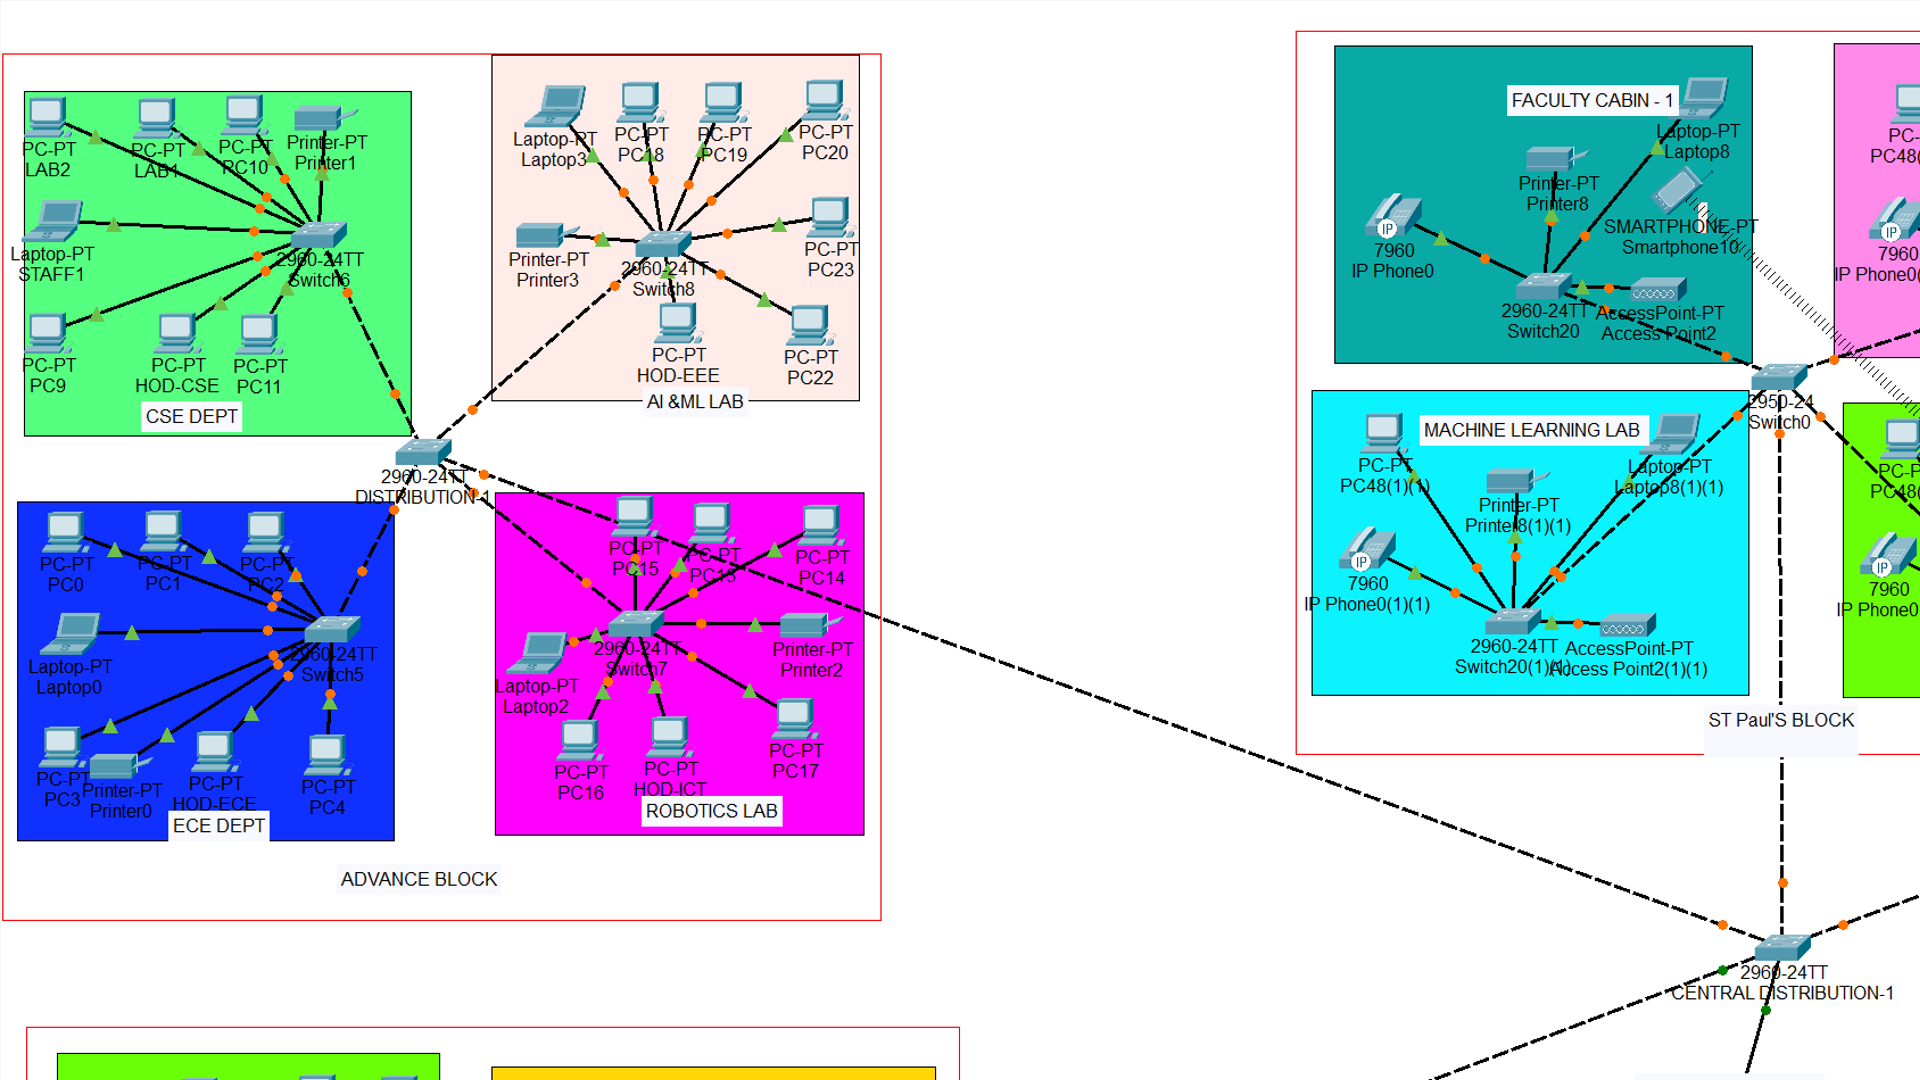 PC-PT
LAB2
PC-PT
LAB1
PC-PT
PC10
Printer-PT
Printer1
Laptop-PT
STAFF1
2960-24TT
Switch6
PC-PT
PC9
PC-PT
HOD-CSE
PC-PT
PC11
CSE DEPT
Laptop-PT
Laptop3
PC-PT
PC18
PC-PT
PC19
PC-PT
PC20
Printer-PT
Printer3
2960-24TT
Switch8
PC-PT
PC23
PC-PT
HOD-EEE
PC-PT
PC22
AI &ML LAB
2960-24TT
DISTRIBUTION-1
PC-PT
PC0
PC-PT
PC1
PC-PT
PC2
Laptop-PT
Laptop0
2960-24TT
Switch5
PC-PT
PC3
Printer-PT
Printer0
PC-PT
HOD-ECE
PC-PT
PC4
ECE DEPT
PC-PT
PC15
PC-PT
PC13
PC-PT
PC14
2960-24TT
Switch7
Printer-PT
Printer2
Laptop-PT
Laptop2
PC-PT
PC16
PC-PT
HOD-ICT
PC-PT
PC17
ROBOTICS LAB
ADVANCE BLOCK
FACULTY CABIN - 1
Laptop-PT
Laptop8
Printer-PT
Printer8
SMARTPHONE-PT
Smartphone10
IP
7960
IP Phone0
2960-24TT
Switch20
AccessPoint-PT
Access Point2
PC-
PC48(
IP
7960
IP Phone0(
2950-24
Switch0
MACHINE LEARNING LAB
PC-PT
PC48(1)(1)
Laptop-PT
Laptop8(1)(1)
Printer-PT
Printer8(1)(1)
IP
7960
IP Phone0(1)(1)
2960-24TT
Switch20(1)(1)
AccessPoint-PT
Access Point2(1)(1)
PC-P
PC48(
IP
7960
IP Phone0
ST Paul'S BLOCK
2960-24TT
CENTRAL DISTRIBUTION-1